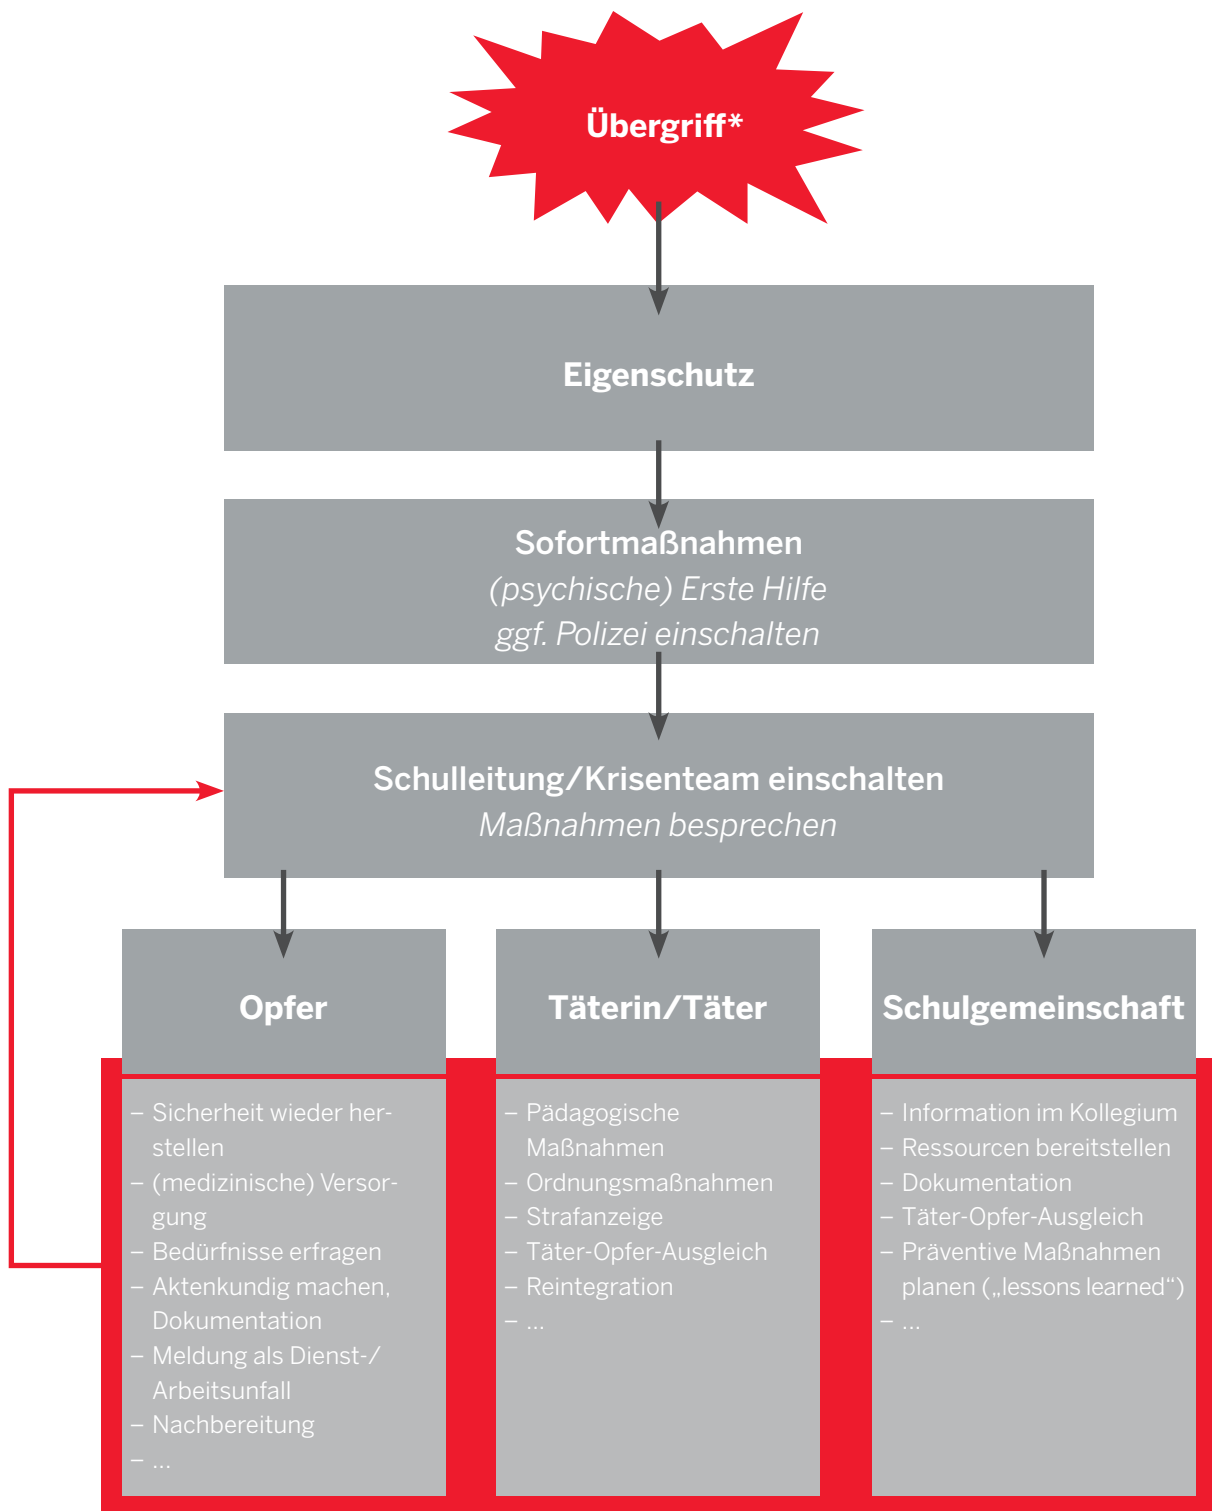 Übergriff*
Eigenschutz
Sofortmaßnahmen
(psychische) Erste Hilfe
ggf. Polizei einschalten
Schulleitung/Krisenteam einschalten
Maßnahmen besprechen
Opfer
– Sicherheit wieder her-
stellen
– (medizinische) Versor-
gung
– Bedürfnisse erfragen
– Aktenkundig machen,
Dokumentation
– Meldung als Dienst-/
Arbeitsunfall
– Nachbereitung
– ...
Täterin/Täter
– Pädagogische
Maßnahmen
– Ordnungsmaßnahmen
– Strafanzeige
– Täter-Opfer-Ausgleich
– Reintegration
– ...
Schulgemeinschaft
– Information im Kollegium
– Ressourcen bereitstellen
– Dokumentation
– Täter-Opfer-Ausgleich
– Präventive Maßnahmen
planen („lessons learned“)
– ...